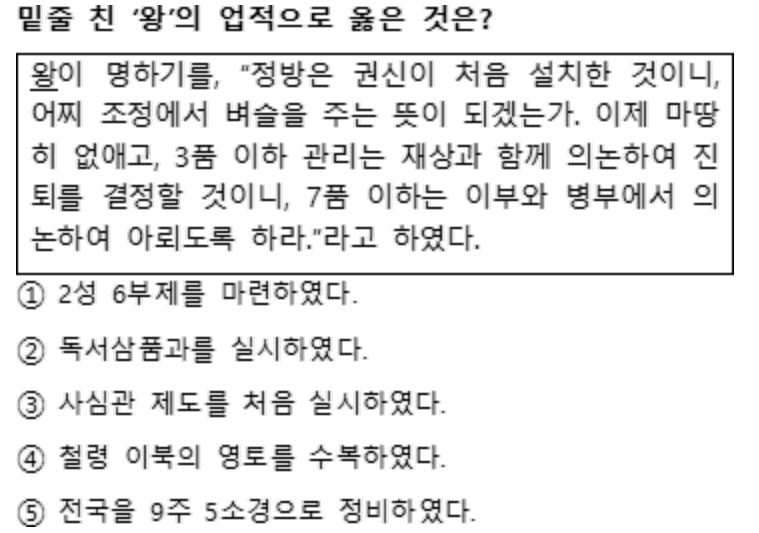 밑줄 친 '왕'의 업적으로 옳은 것은?
왕이 명하기를, "정방은 권신이 처음 설치한 것이니,
어찌 조정에서 벼슬을 주는 뜻이 되겠는가. 이제 마땅
히 없애고, 3품 이하 관리는 재상과 함께 의논하여 진
퇴를 결정할 것이니, 7품 이하는 이부와 병부에서 의
논하여 아뢰도록 하라."라고 하였다.
① 2성 6부제를 마련하였다.
② 독서삼품과를 실시하였다.
③ 사심관 제도를 처음 실시하였다.
④ 철령 이북의 영토를 수복하였다.
⑤ 전국을 9주 5소경으로 정비하였다.